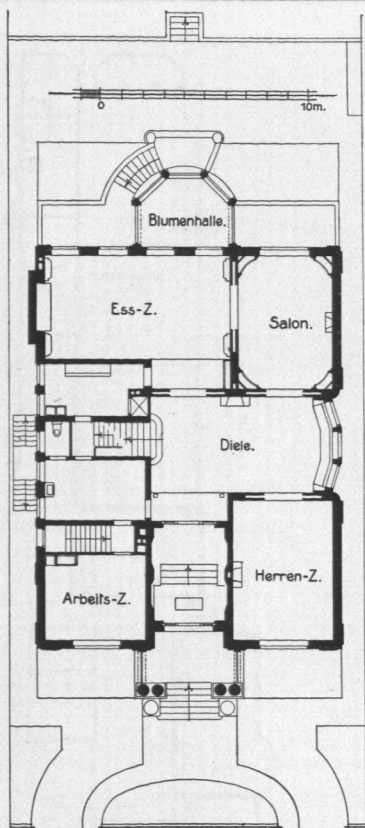 0 10m.
Blumenhalle.
Ess-Z.
Salon.
Diele.
Herren-Z.
Arbeits-Z.